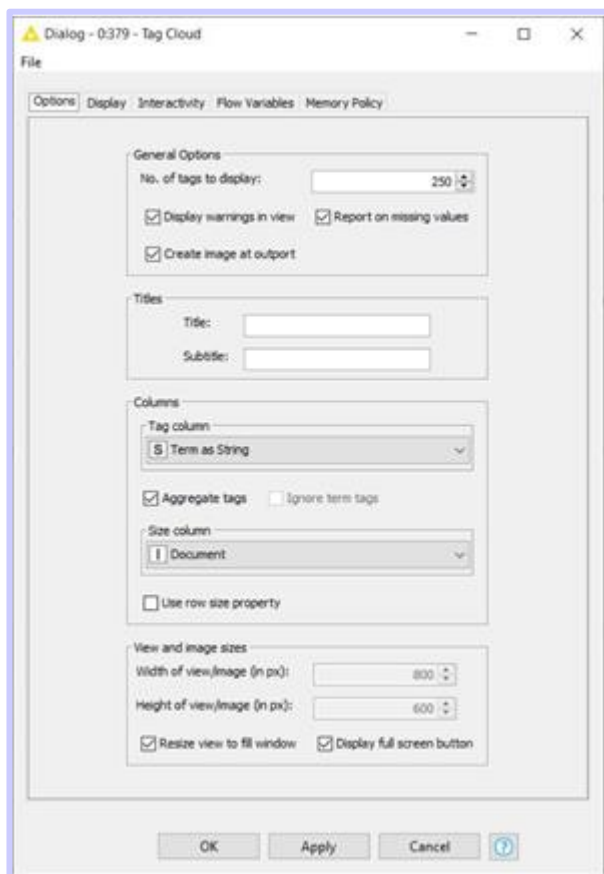 Dialog - 0:379 - Tag Cloud
File
Options Display Interactivity Flow Variables Memory Policy
General Options
No. of tags to display: 250
Display warnings in view Report on missing values
Create image at outport
Titles
Title:
Subtitle:
Columns
Tag column
S Term as String
Aggregate tags Ignore term tags
Size column
I Document
Use row size property
View and image sizes
Width of view/image (in px): 800
Height of view/image (in px): 600
Resize view to fill window Display full screen button
OK Apply Cancel ?